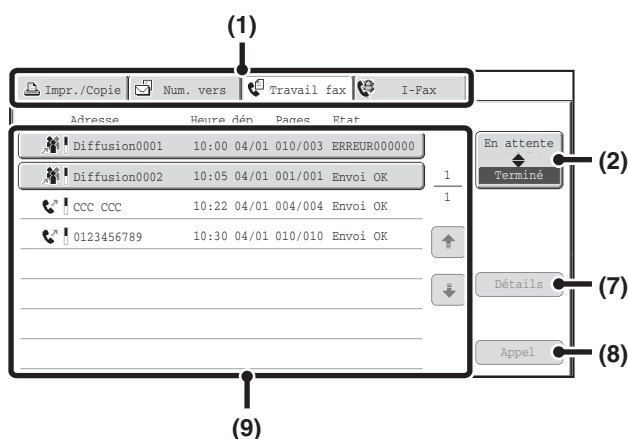 (1)
Impr./Copie Num. vers Travail fax I-Fax
Adresse Heure dép Pages Etat
Diffusion0001 10:00 04/01 010/003 ERREUR000000
Diffusion0002 10:05 04/01 001/001 Envoi OK
CCC CCC 10:22 04/01 004/004 Envoi OK
0123456789 10:30 04/01 010/010 Envoi OK
1
1
En attente
Terminé
(2)
Détails
(7)
Appel
(8)
(9)